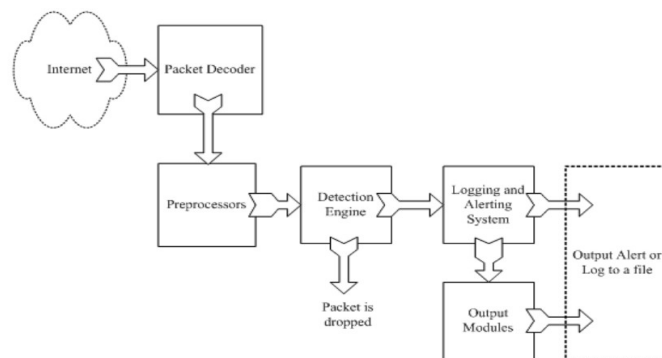 Internet
Packet Decoder
Preprocessors
Detection
Engine
Logging and
Alerting
System
Packet is
dropped
Output
Modules
Output Alert or
Log to a file